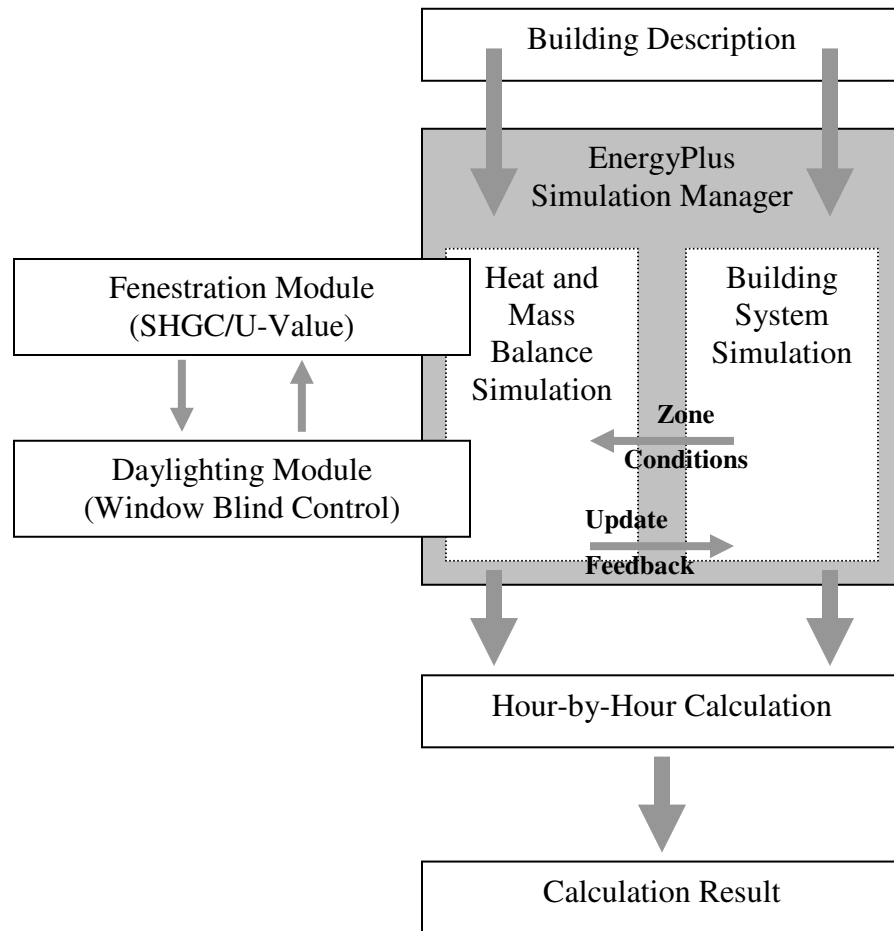 Building Description
EnergyPlus
Simulation Manager
Fenestration Module
(SHGC/U-Value)
Daylighting Module
(Window Blind Control)
Heat and
Mass
Balance
Simulation
Building
System
Simulation
Zone
Conditions
Update
Feedback
Hour-by-Hour Calculation
Calculation Result